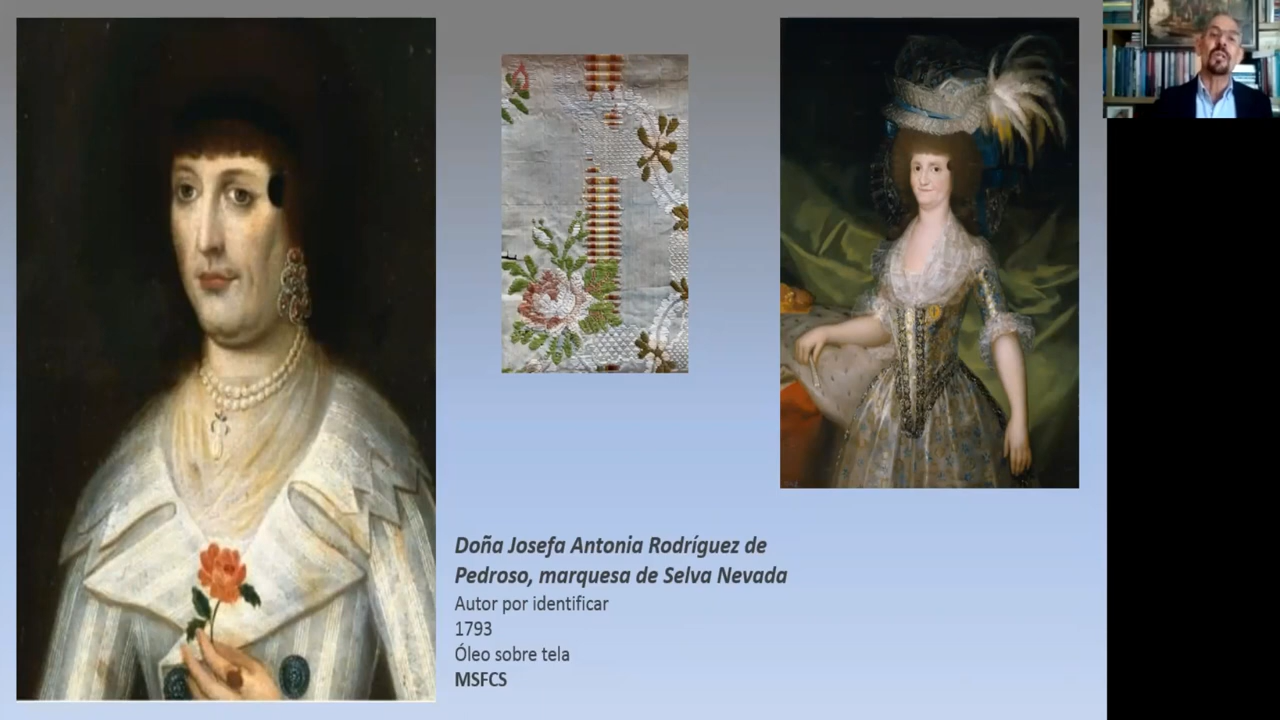 Doña Josefa Antonia Rodríguez de
Pedroso, marquesa de Selva Nevada
Autor por identificar
1793
Óleo sobre tela
MSFCS